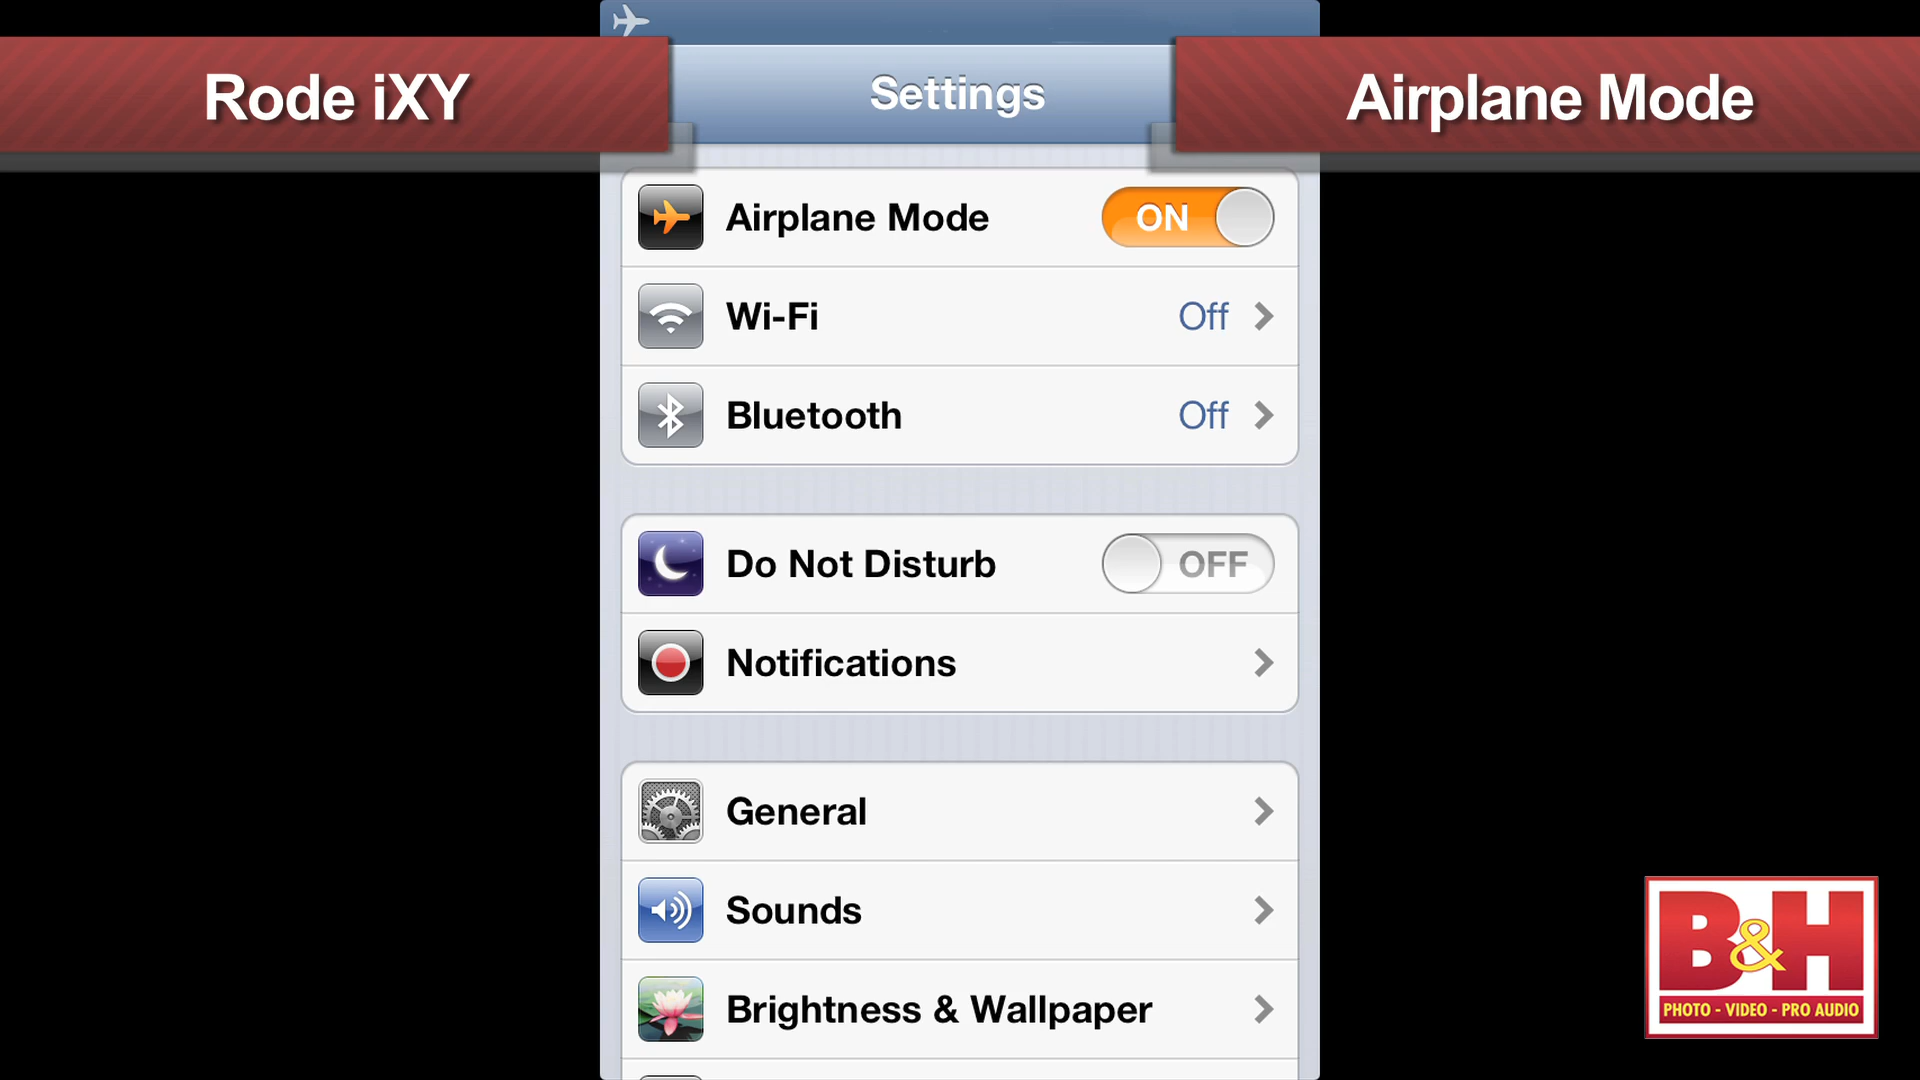 Rode iXY
Settings
Airplane Mode
Airplane Mode ON
Wi-Fi Off
Bluetooth Off
Do Not Disturb OFF
Notifications
General
Sounds
Brightness & Wallpaper
B&H
PHOTO - VIDEO - PRO AUDIO